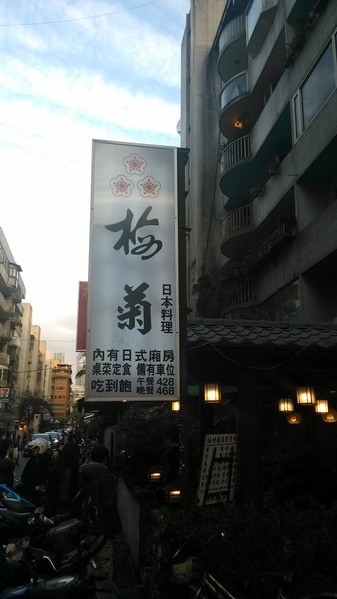 梅菊
日本料理
內有日式廂房
桌菜定食 備有車位
吃到飽 午餐 428
晚餐 468